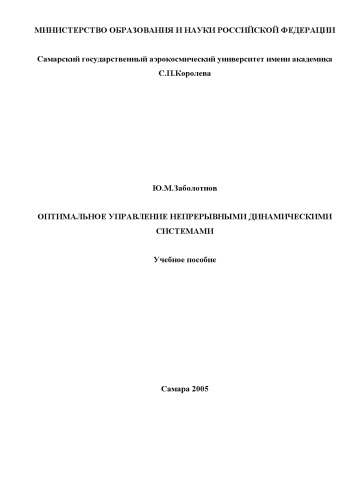 МИНИСТЕРСТВО ОБРАЗОВАНИЯ И НАУКИ РОССИЙСКОЙ ФЕДЕРАЦИИ
Самарский государственный аэрокосмический университет имени академика
С.П.Королева
Ю.М.Заболотнов
ОПТИМАЛЬНОЕ УПРАВЛЕНИЕ НЕПРЕРЫВНЫМИ ДИНАМИЧЕСКИМИ
СИСТЕМАМИ
Учебное пособие
Самара 2005